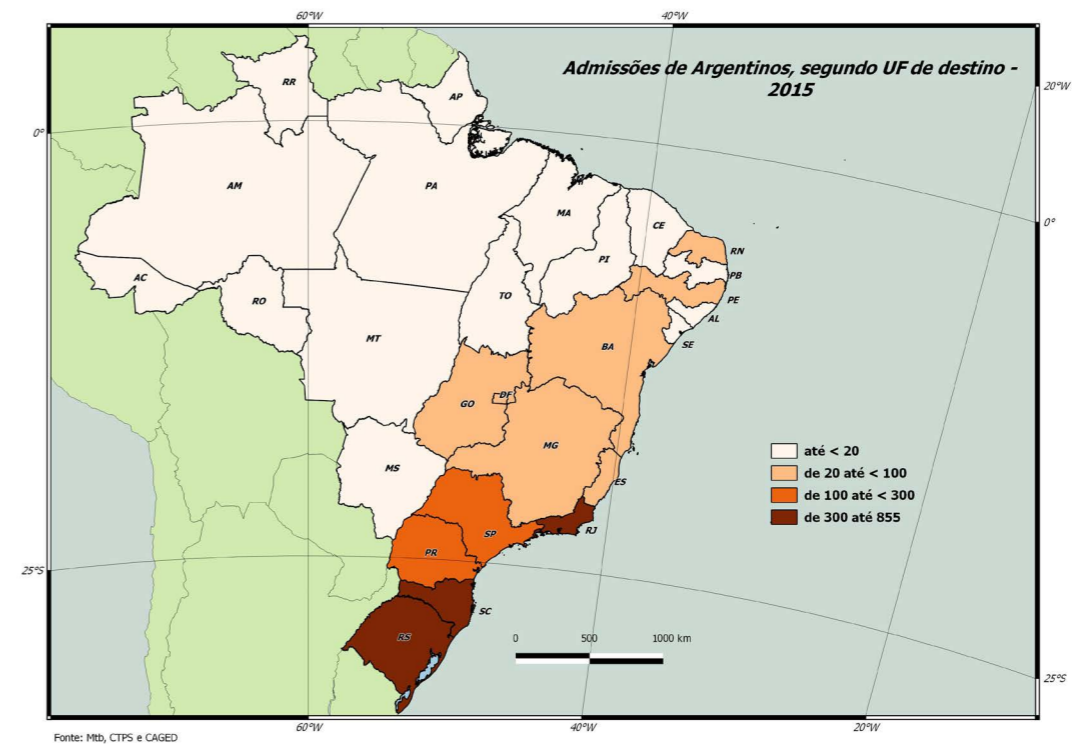 60°W
40°W
Admissões de Argentinos, segundo UF de destino -
2015
20°W
RR
AP
0°
AM
PA
MA
CE
0°
RN
PI
PB
AC
TO
PE
RO
AL
MT
SE
BA
GO
DF
MG
MS
até < 20
de 20 até < 100
ES
de 100 até < 300
de 300 até 855
SP
RJ
PR
25°S
SC
RS
0
500
1000 km
25°S
60°W
40°W
20°W
Fonte: Mtb, CTPS e CAGED